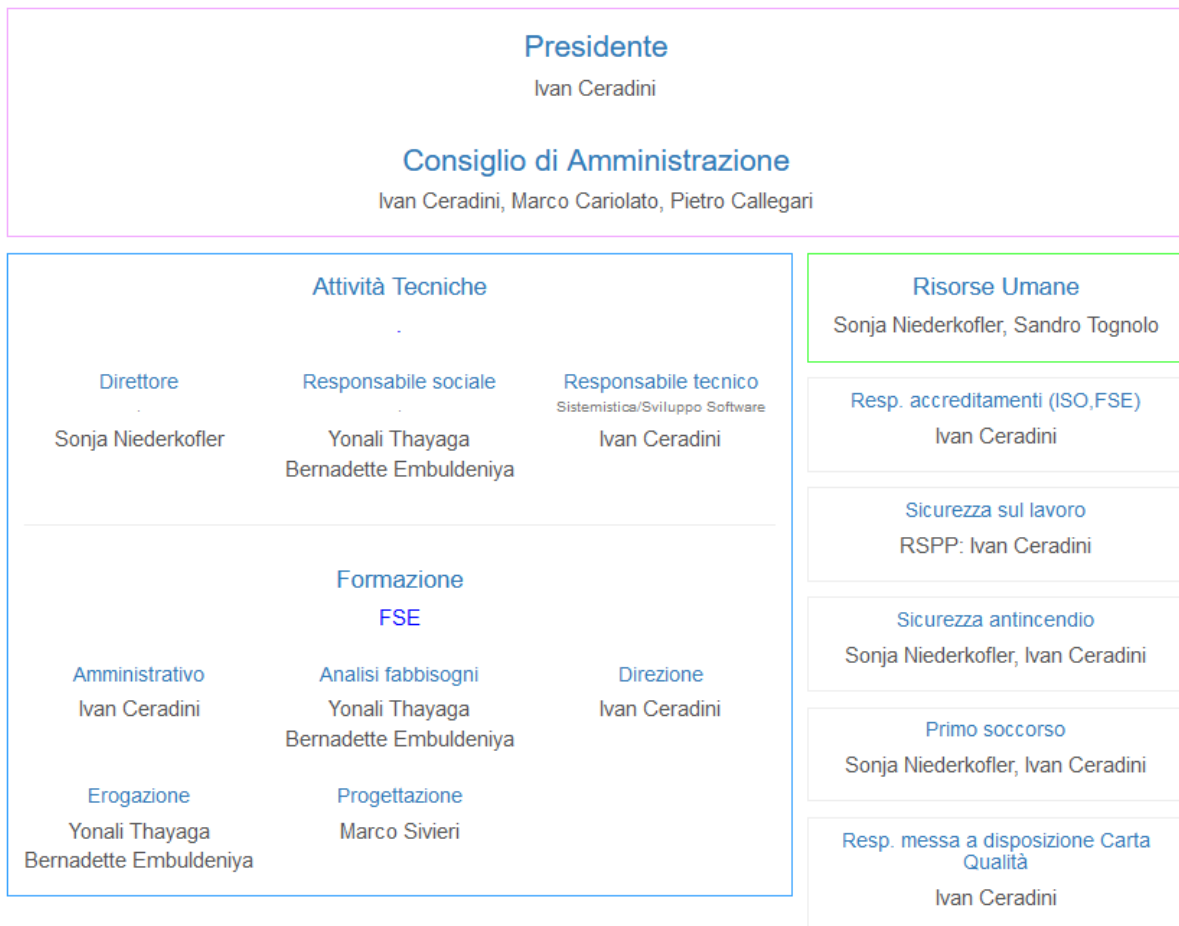 Presidente
Ivan Ceradini
Consiglio di Amministrazione
Ivan Ceradini, Marco Cariolato, Pietro Callegari
Attività Tecniche
.
Direttore
.
Sonja Niederkofler
Responsabile sociale
.
Yonali Thayaga
Bernadette Embuldeniya
Responsabile tecnico
Sistemistica/Sviluppo Software
Ivan Ceradini
Formazione
FSE
Amministrativo
Ivan Ceradini
Analisi fabbisogni
Yonali Thayaga
Bernadette Embuldeniya
Direzione
Ivan Ceradini
Erogazione
Yonali Thayaga
Bernadette Embuldeniya
Progettazione
Marco Sivieri
Risorse Umane
Sonja Niederkofler, Sandro Tognolo
Resp. accreditamenti (ISO,FSE)
Ivan Ceradini
Sicurezza sul lavoro
RSPP: Ivan Ceradini
Sicurezza antincendio
Sonja Niederkofler, Ivan Ceradini
Primo soccorso
Sonja Niederkofler, Ivan Ceradini
Resp. messa a disposizione Carta
Qualità
Ivan Ceradini